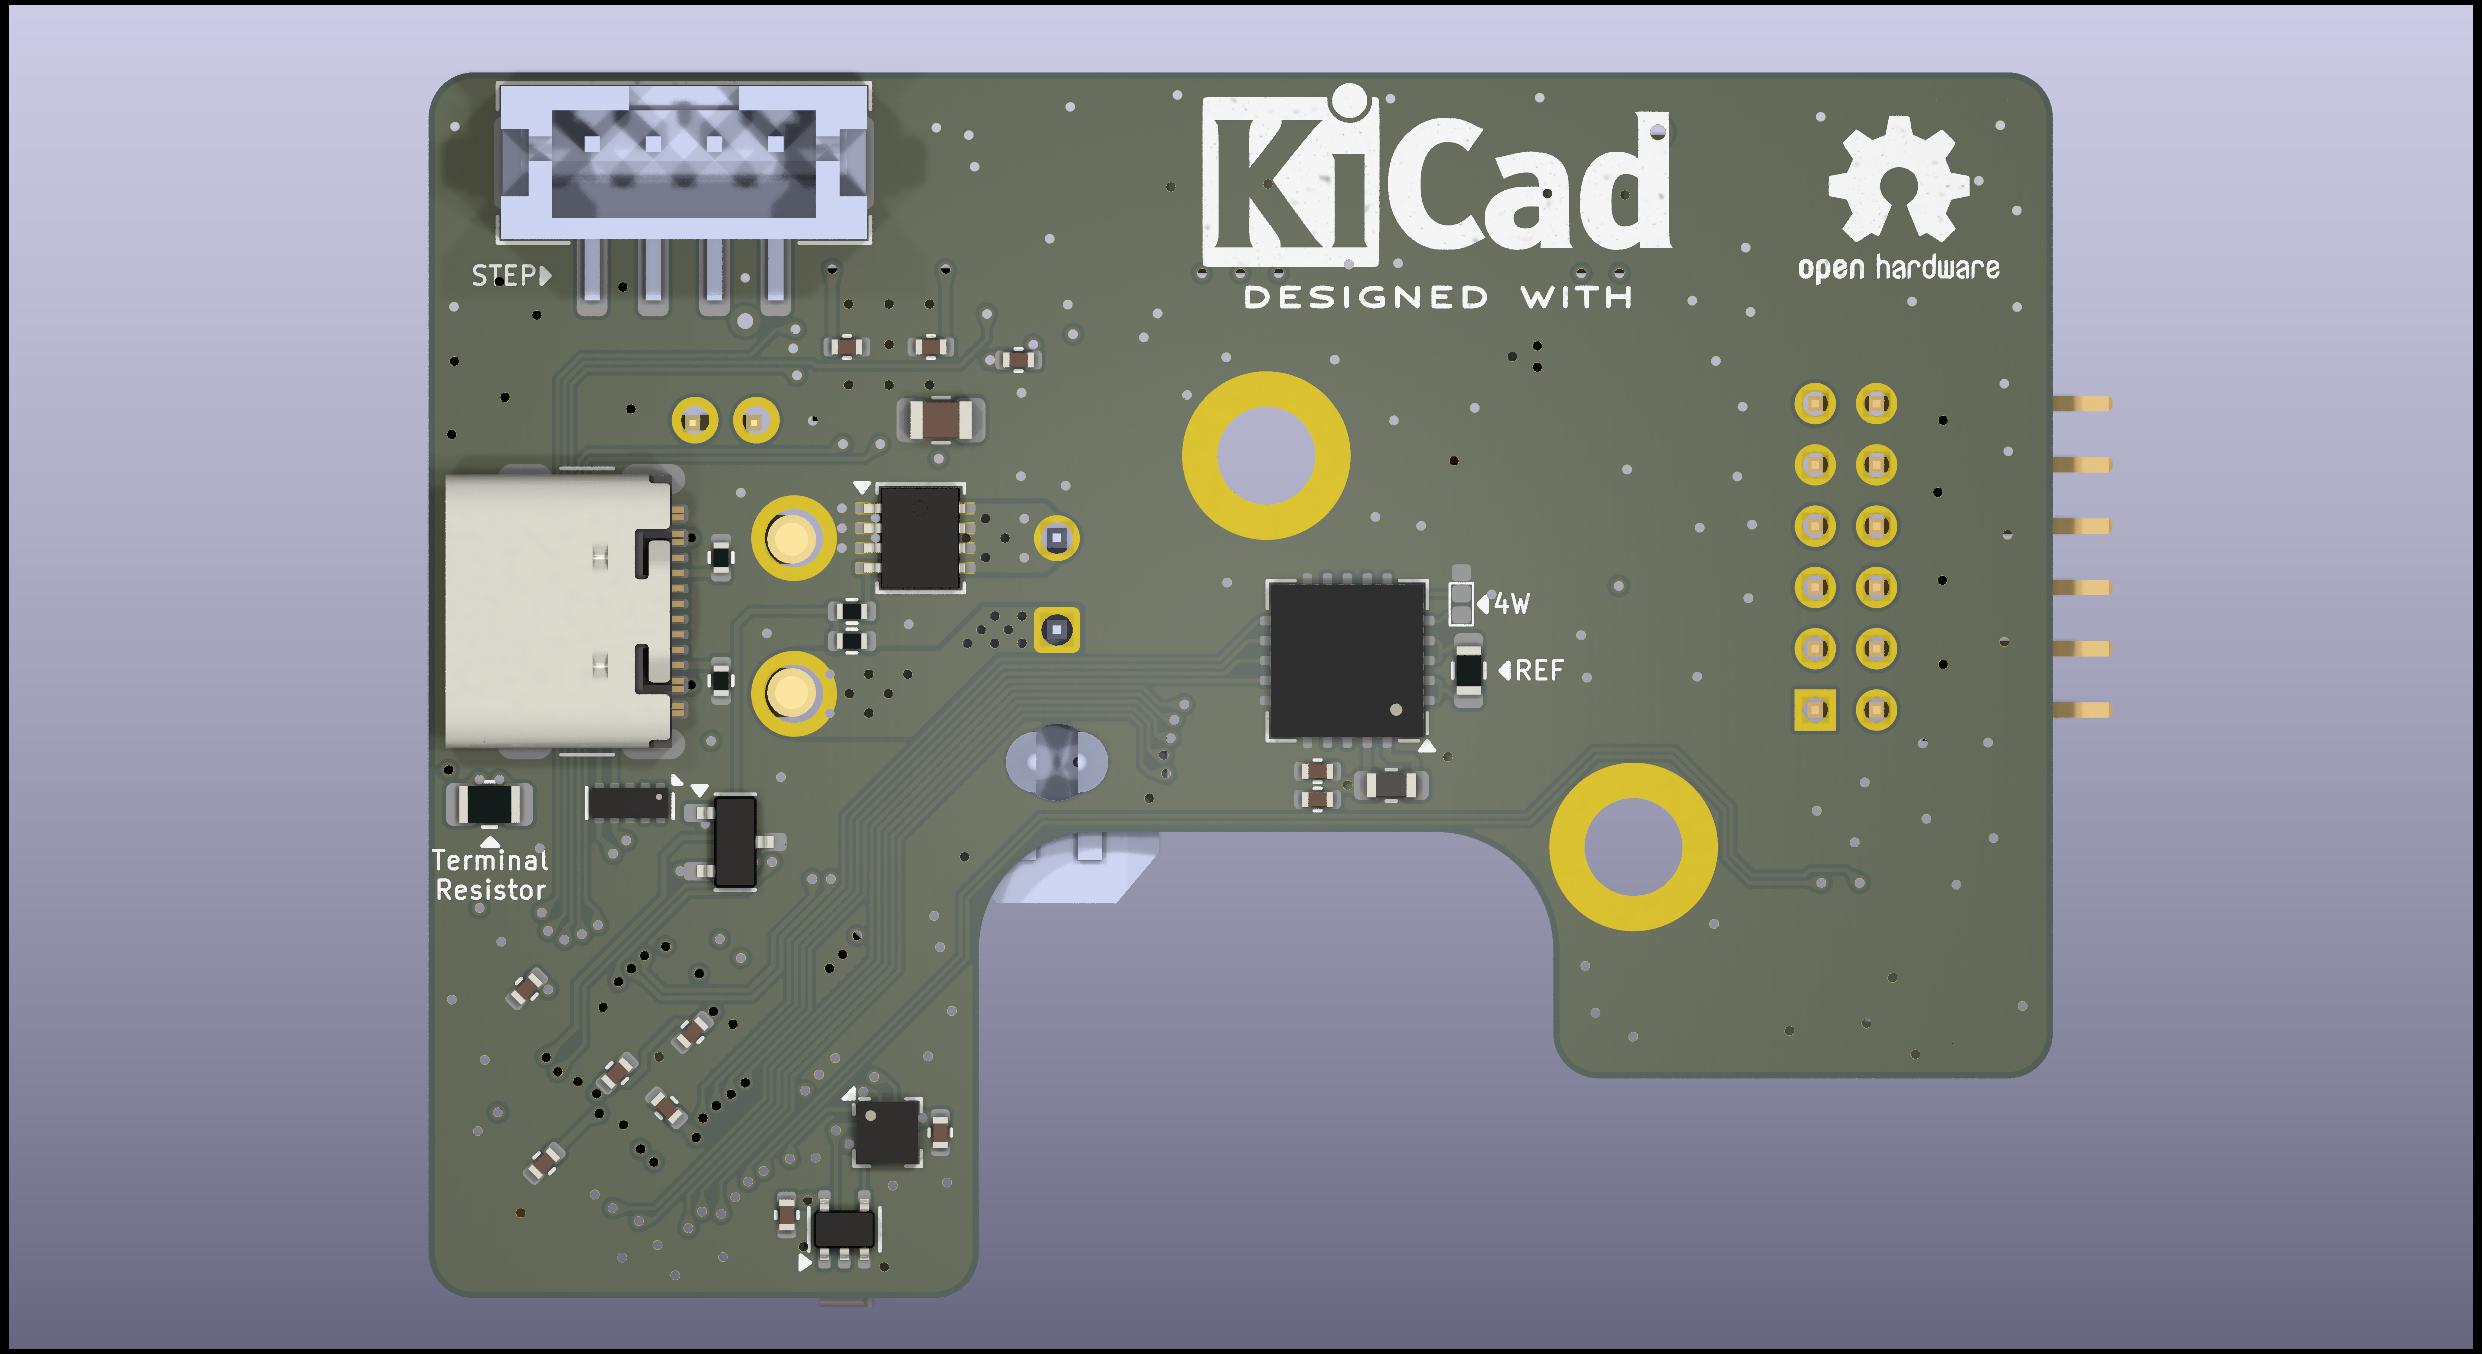 KiCad
open hardware
STEP
DESIGNED WITH
4W
REF
Terminal
Resistor